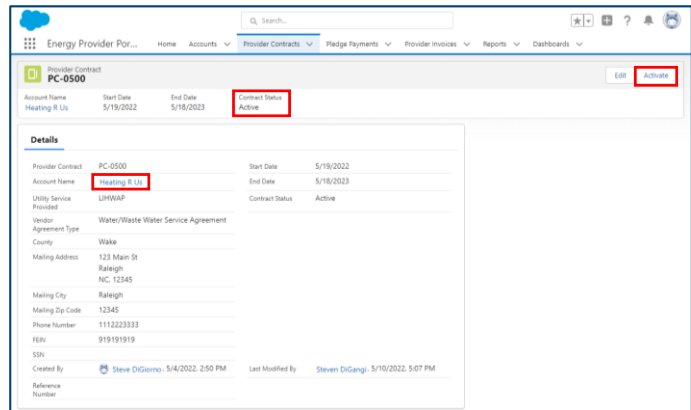 Search...
Energy Provider Por... Home Accounts Provider Contracts Pledge Payments Provider Invoices Reports Dashboards
Provider Contract
PC-0500
Edit Activate
Account Name Start Date End Date Contract Status
Heating R Us 5/19/2022 5/18/2023 Active
Details
Provider Contract PC-0500 Start Date 5/19/2022
Account Name Heating R Us End Date 5/18/2023
Utility Service Provided LIHWAP Contract Status Active
Vendor Agreement Type Water/Waste Water Service Agreement
County Wake
Mailing Address 123 Main St
Raleigh
NC, 12345
Mailing City Raleigh
Mailing Zip Code 12345
Phone Number 1112223333
FEIN 919191919
SSN
Created By Steve DiGiorno, 5/4/2022, 2:50 PM Last Modified By Steven DiGangi, 5/10/2022, 5:07 PM
Reference Number